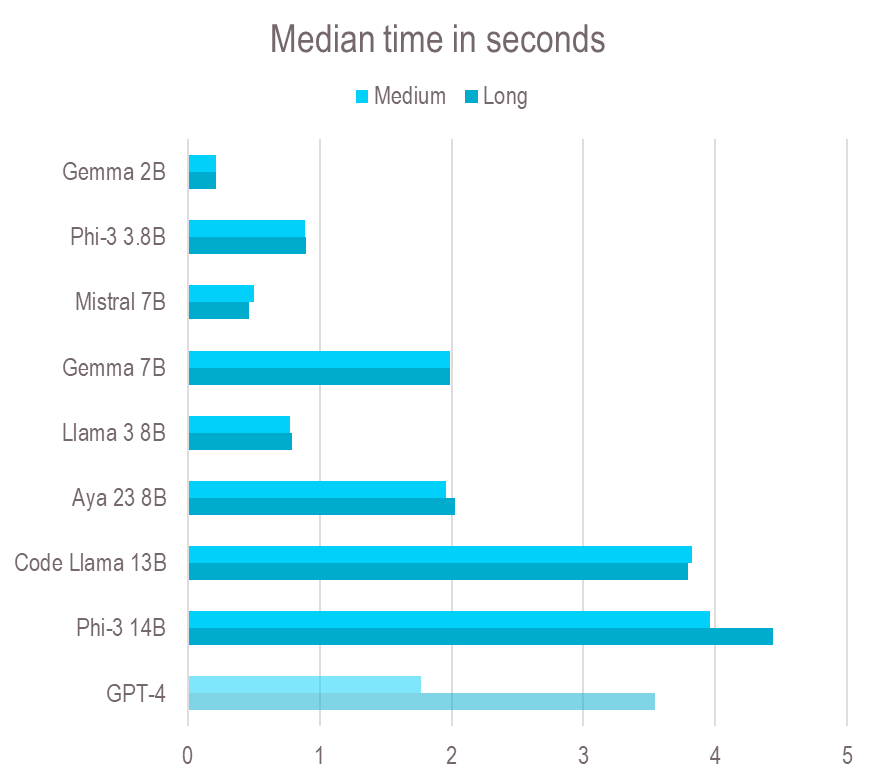 Median time in seconds
Medium Long
Gemma 2B
Phi-3 3.8B
Mistral 7B
Gemma 7B
Llama 3 8B
Aya 23 8B
Code Llama 13B
Phi-3 14B
GPT-4
0 1 2 3 4 5